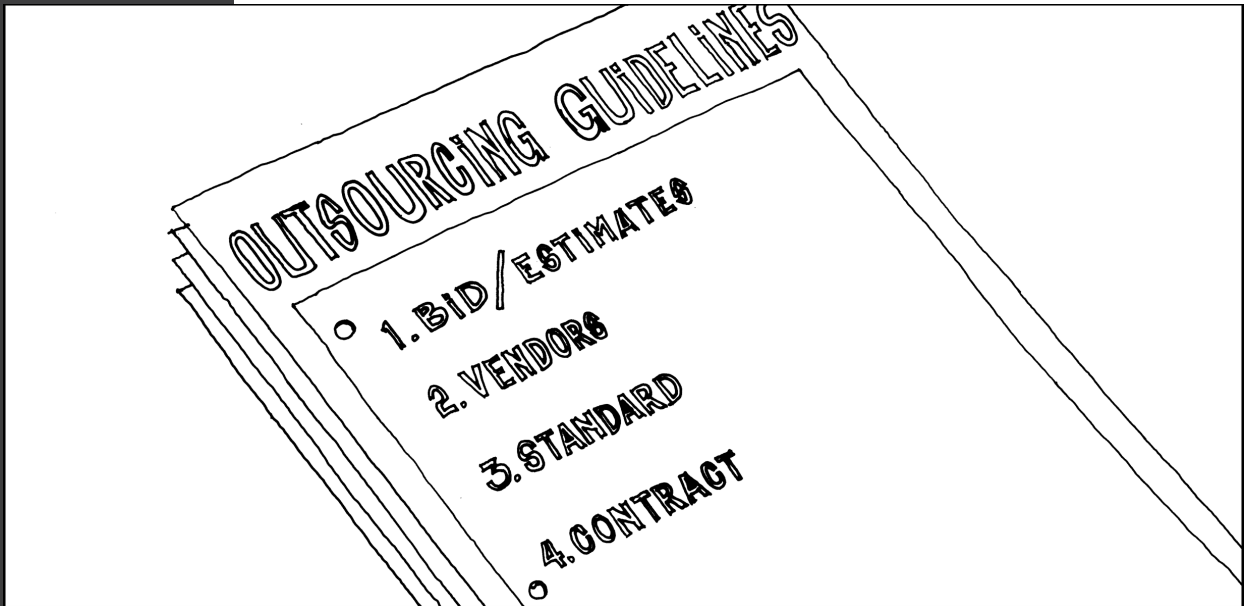 OUTSOURCiNG GUiDELiNES
1. BiD/ESTIMATES
2. VENDORS
3. STANDARD
4. CONTRACT